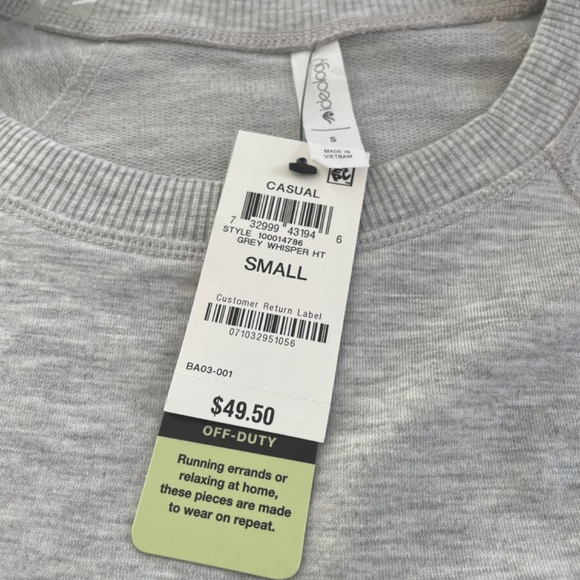 ideology
S
MADE IN
VIETNAM
CASUAL
7 32999 43194 6
STYLE 100014786
GREY WHISPER HT
SMALL
Customer Return Label
071032951056
BA03-001
$49.50
OFF-DUTY
Running errands or
relaxing at home,
these pieces are made
to wear on repeat.